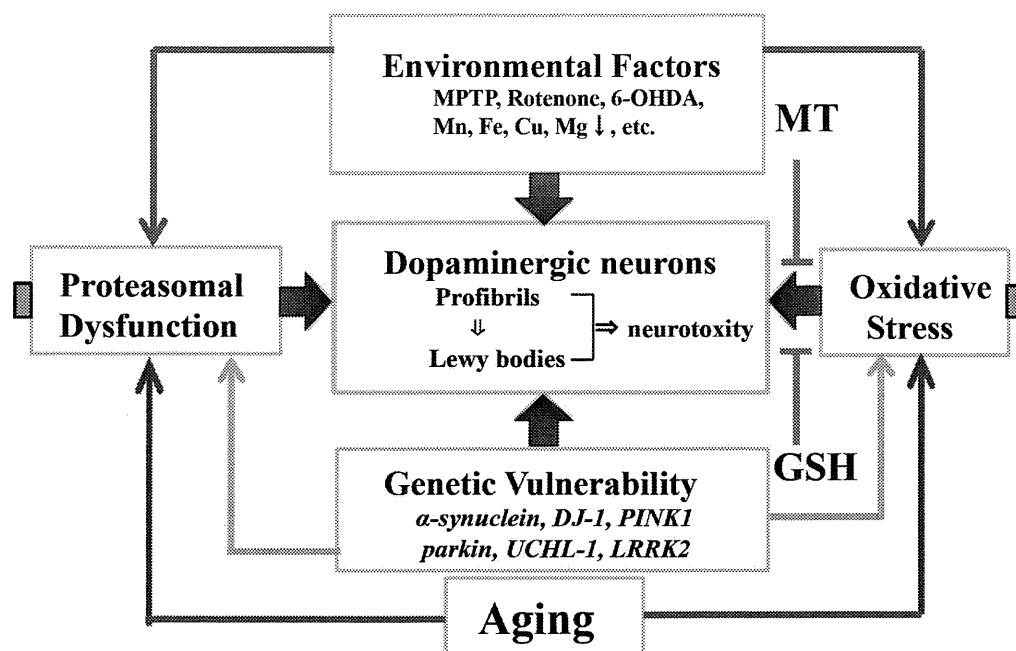 Environmental Factors
MPTP, Rotenone, 6-OHDA,
Mn, Fe, Cu, Mg ↓, etc.
MT
Proteasomal
Dysfunction
Dopaminergic neurons
Profibrils
⇓
⇒ neurotoxity
Lewy bodies
Oxidative
Stress
GSH
Genetic Vulnerability
α-synuclein, DJ-1, PINK1
parkin, UCHL-1, LRRK2
Aging